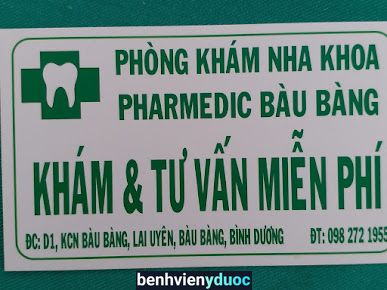 PHÒNG KHÁM NHA KHOA
PHARMEDIC BÀU BÀNG
KHÁM & TƯ VẤN MIỄN PHÍ
ĐC: D1, KCN BÀU BÀNG, LAI UYÊN, BÀU BÀNG, BÌNH DƯƠNG ĐT: 098 272 1955
benhvienyduoc